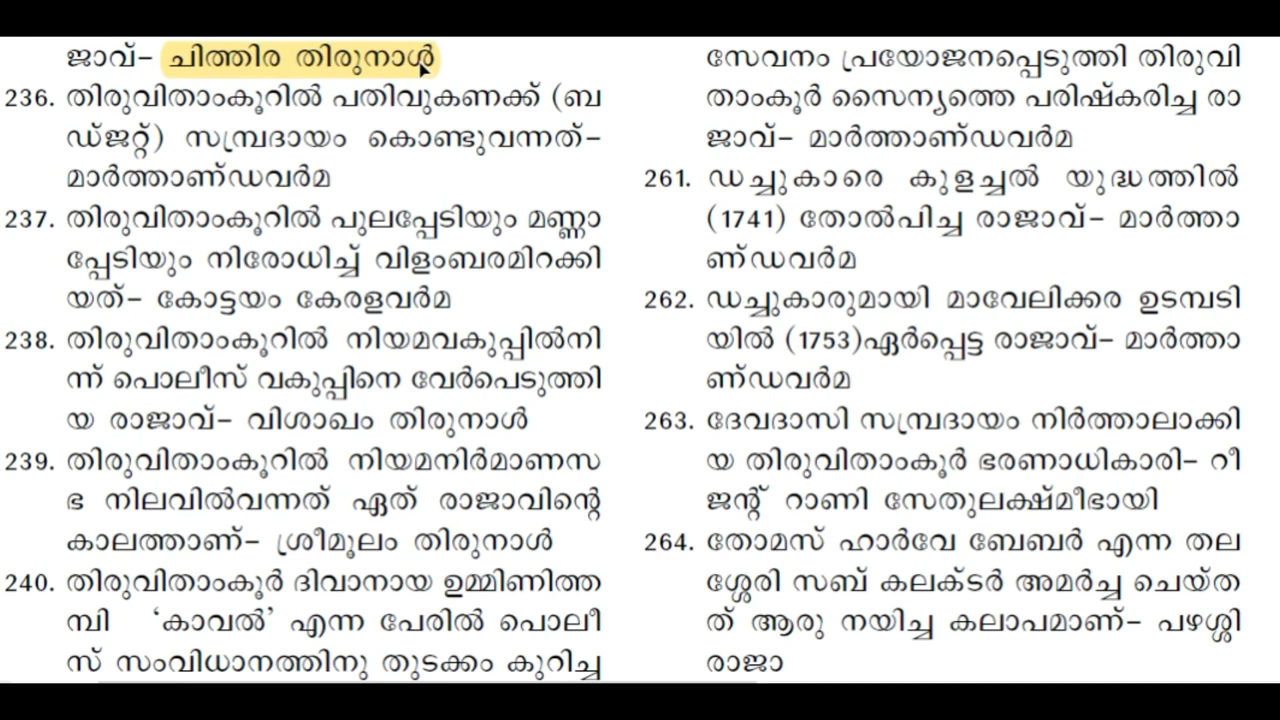 ജാവ്- ചിത്തിര തിരുനാൾ
236. തിരുവിതാംകൂറിൽ പതിവുകണക്ക് (ബ
ഡ്ജറ്റ്) സമ്പ്രദായം കൊണ്ടുവന്നത്-
മാർത്താണ്ഡവർമ
237. തിരുവിതാംകൂറിൽ പുലപ്പേടിയും മണ്ണാ
പ്പേടിയും നിരോധിച്ച് വിളംബരമിറക്കി
യത്- കോട്ടയം കേരളവർമ
238. തിരുവിതാംകൂറിൽ നിയമവകുപ്പിൽനി
ന്ന് പൊലീസ് വകുപ്പിനെ വേർപെടുത്തി
യ രാജാവ്- വിശാഖം തിരുനാൾ
239. തിരുവിതാംകൂറിൽ നിയമനിർമാണസ
ഭ നിലവിൽവന്നത് ഏത് രാജാവിന്റെ
കാലത്താണ്- ശ്രീമൂലം തിരുനാൾ
240. തിരുവിതാംകൂർ ദിവാനായ ഉമ്മിണിത്ത
മ്പി 'കാവൽ' എന്ന പേരിൽ പൊലീ
സ് സംവിധാനത്തിനു തുടക്കം കുറിച്ച
സേവനം പ്രയോജനപ്പെടുത്തി തിരുവി
താംകൂർ സൈന്യത്തെ പരിഷ്കരിച്ച രാ
ജാവ്- മാർത്താണ്ഡവർമ
261. ഡച്ചുകാരെ കുളച്ചൽ യുദ്ധത്തിൽ
(1741) തോൽപിച്ച രാജാവ്- മാർത്താ
ണ്ഡവർമ
262. ഡച്ചുകാരുമായി മാവേലിക്കര ഉടമ്പടി
യിൽ (1753)ഏർപ്പെട്ട രാജാവ്- മാർത്താ
ണ്ഡവർമ
263. ദേവദാസി സമ്പ്രദായം നിർത്തലാക്കി
യ തിരുവിതാംകൂർ ഭരണാധികാരി- റീ
ജന്റ് റാണി സേതുലക്ഷ്മീഭായി
264. തോമസ് ഹാർവേ ബേബർ എന്ന തല
ശ്ശേരി സബ് കലക്ടർ അമർച്ച ചെയ്ത
ത് ആരു നയിച്ച കലാപമാണ്- പഴശ്ശി
രാജാ